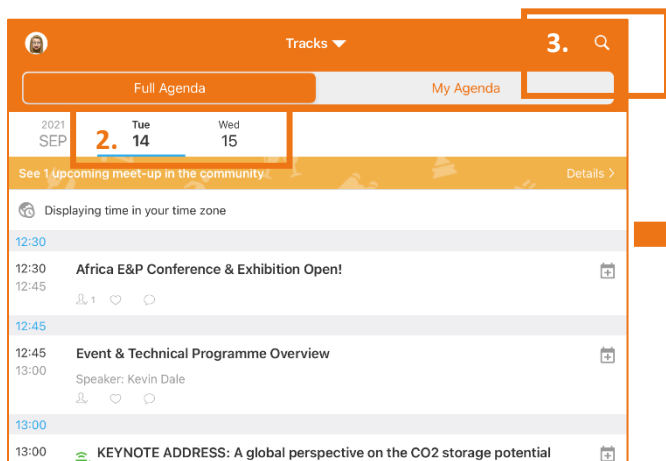 Tracks
3.
Full Agenda
My Agenda
2021
SEP
2.
Tue
14
Wed
15
See 1 upcoming meet-up in the community
Details >
Displaying time in your time zone
12:30
12:30
12:45
Africa E&P Conference & Exhibition Open!
1
12:45
12:45
13:00
Event & Technical Programme Overview
Speaker: Kevin Dale
13:00
13:00
KEYNOTE ADDRESS: A global perspective on the CO2 storage potential